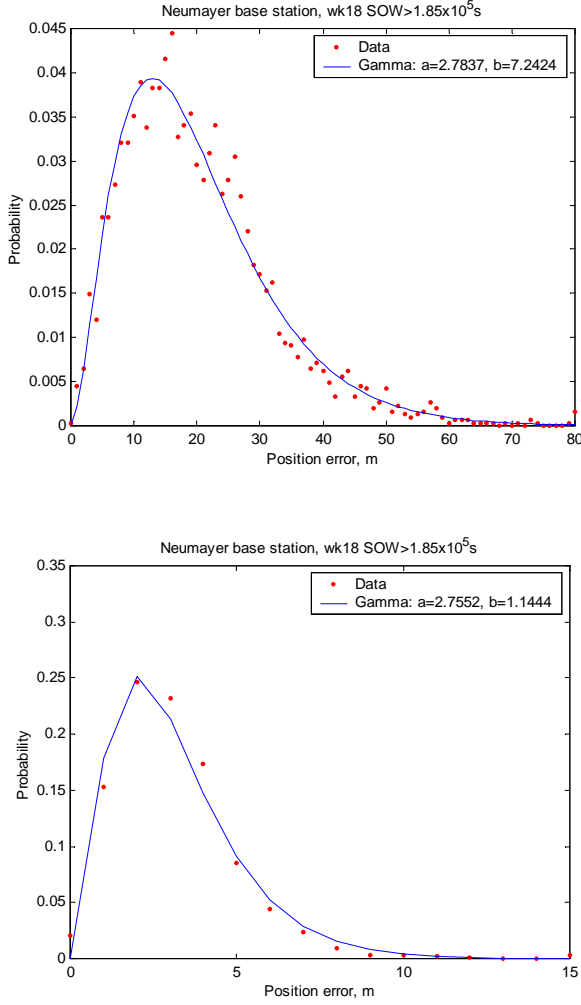 Neumayer base station, wk18 SOW>1.85x10⁵s
0.045
0.04
0.035
0.03
0.025
0.02
0.015
0.01
0.005
0
Probability
Data
Gamma: a=2.7837, b=7.2424
0 10 20 30 40 50 60 70 80
Position error, m
Neumayer base station, wk18 SOW>1.85x10⁵s
0.35
0.3
0.25
0.2
0.15
0.1
0.05
0
Probability
Data
Gamma: a=2.7552, b=1.1444
0 5 10 15
Position error, m